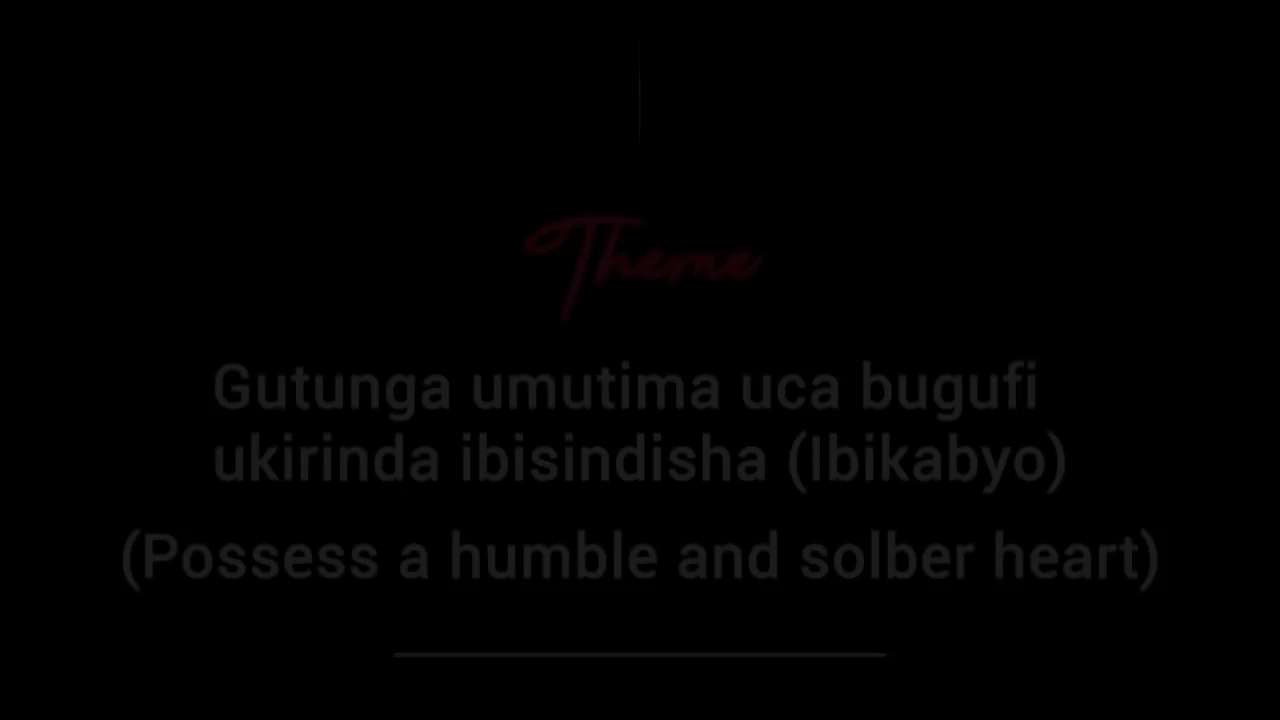 Theme
Gutunga umutima uca bugufi
ukirinda ibisindisha (Ibikabyo)
(Possess a humble and solber heart)